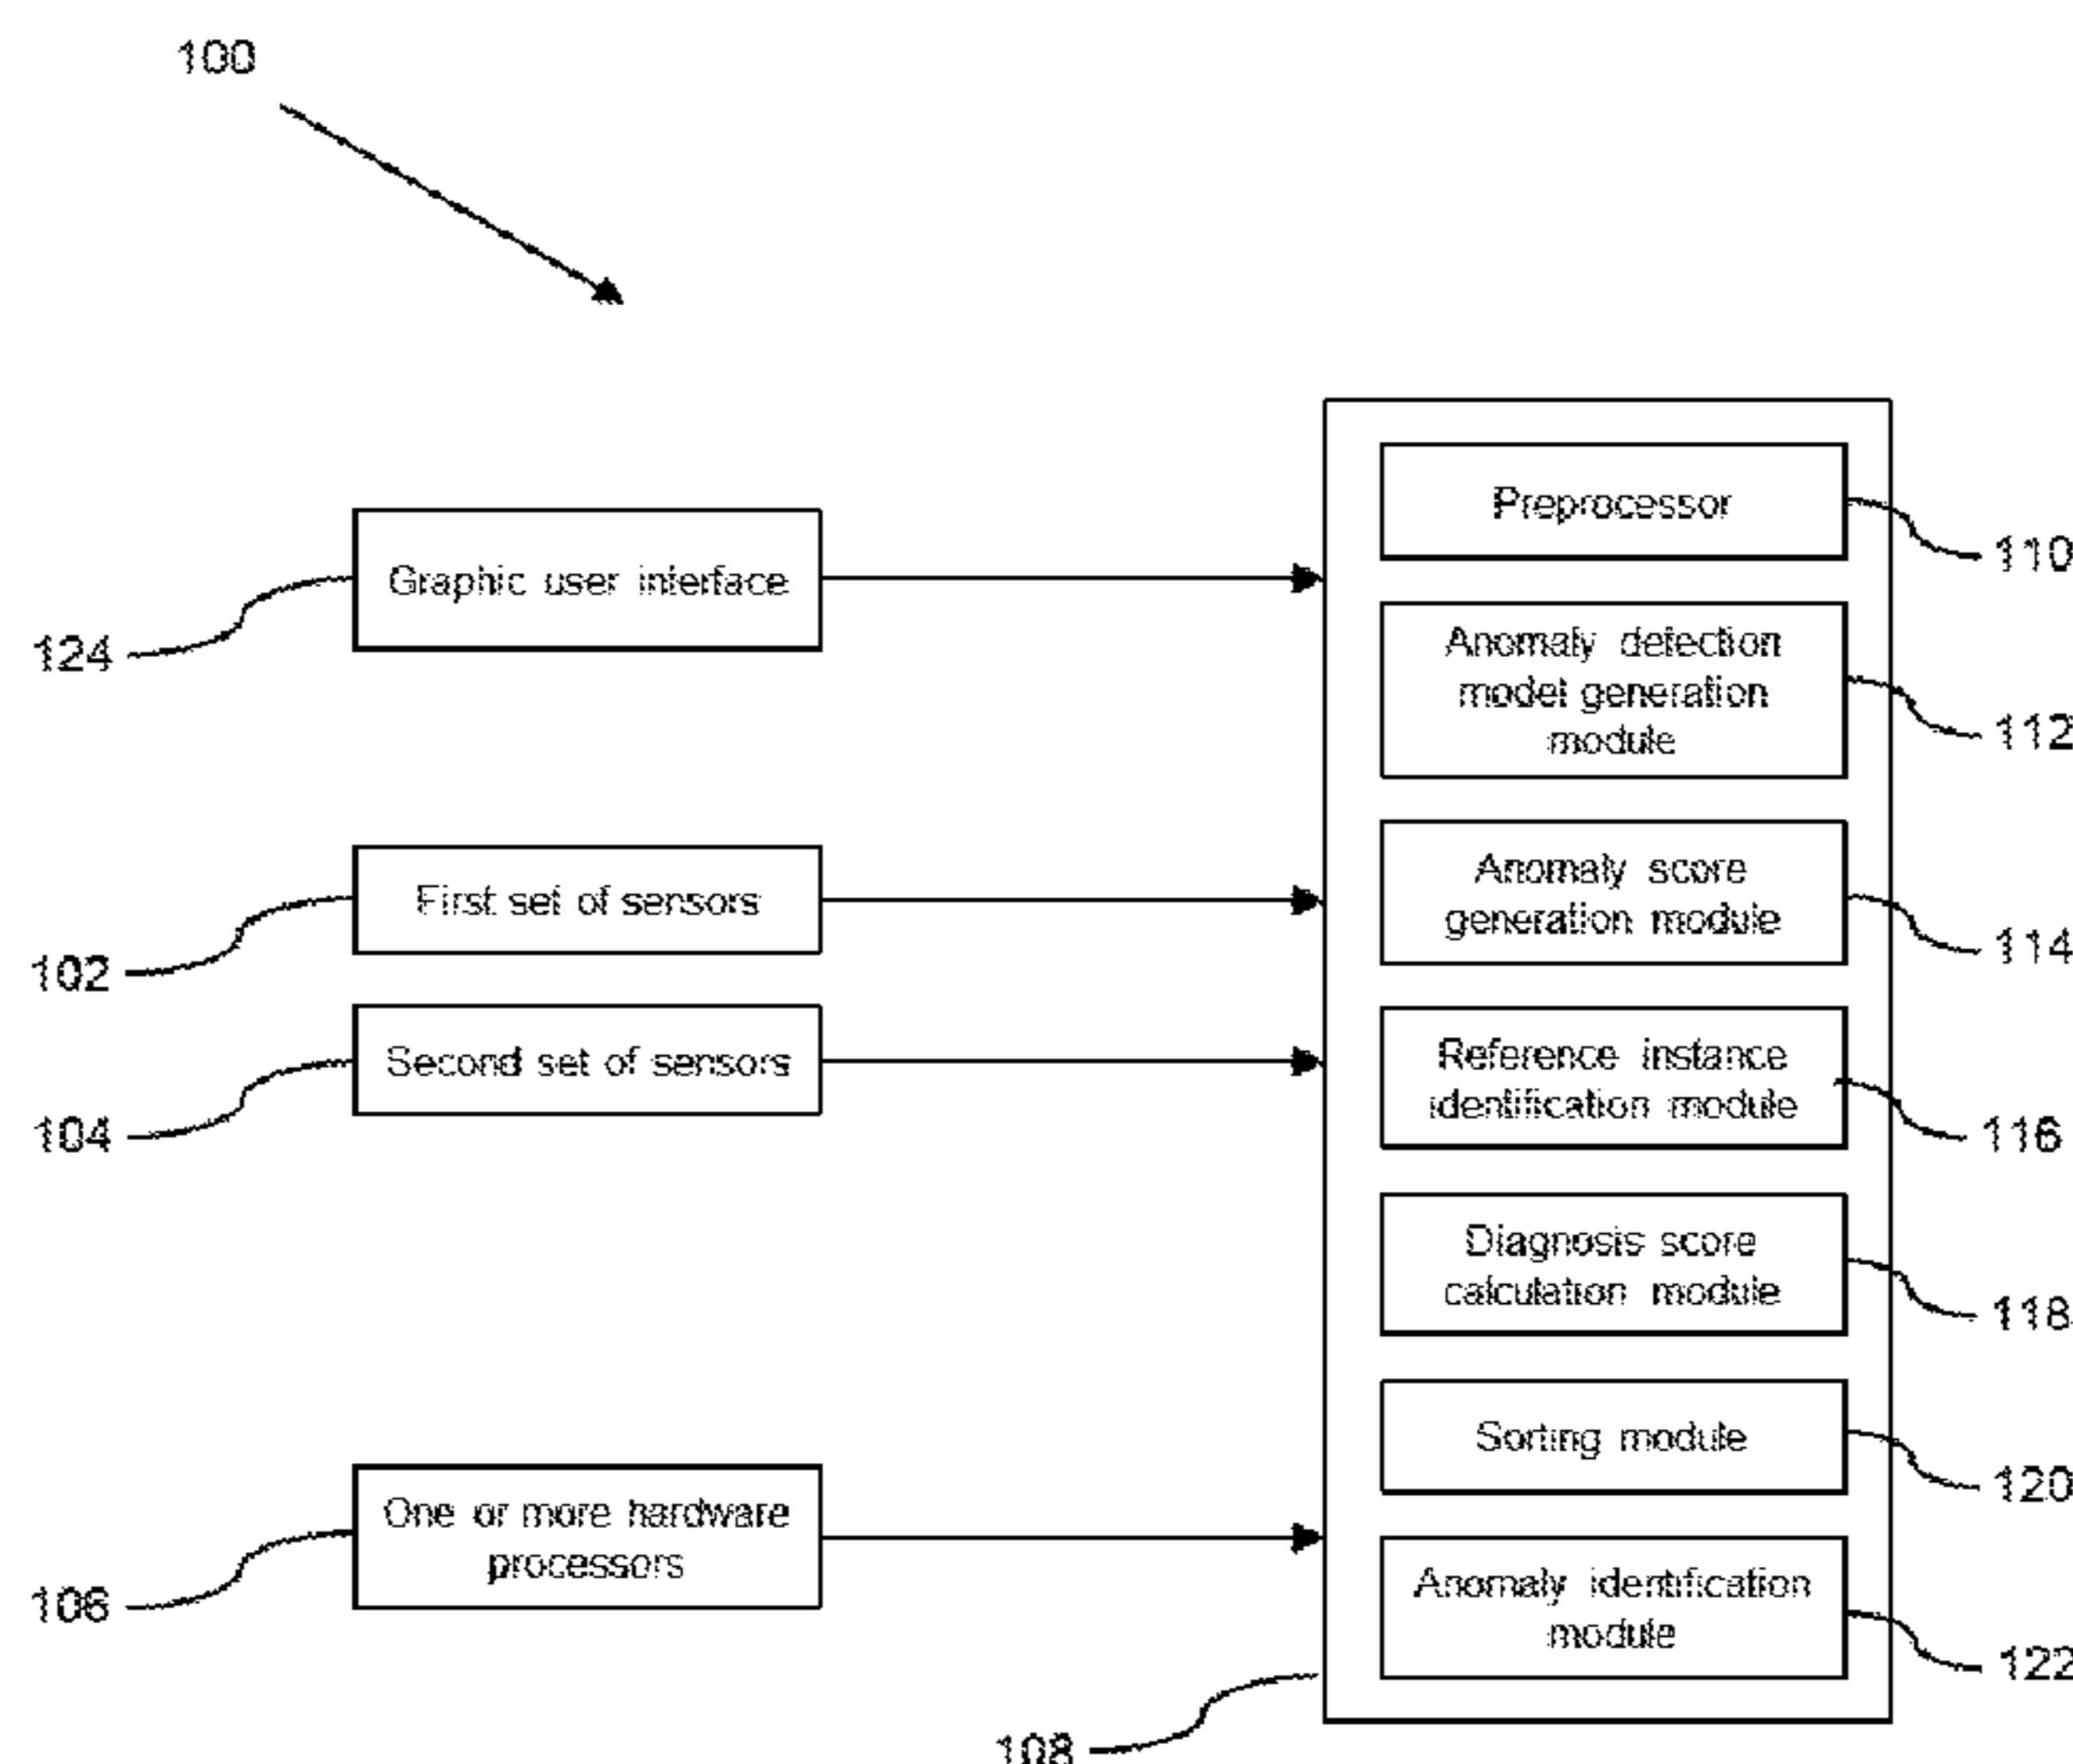 100
Preprocessor
110
Graphic user interface
124
Anomaly detection
model generation
module
112
First set of sensors
102
Anomaly score
generation module
114
Second set of sensors
104
Reference instance
identification module
116
Diagnosis score
calculation module
118
Sorting module
120
One or more hardware
processors
106
Anomaly identification
module
122
108